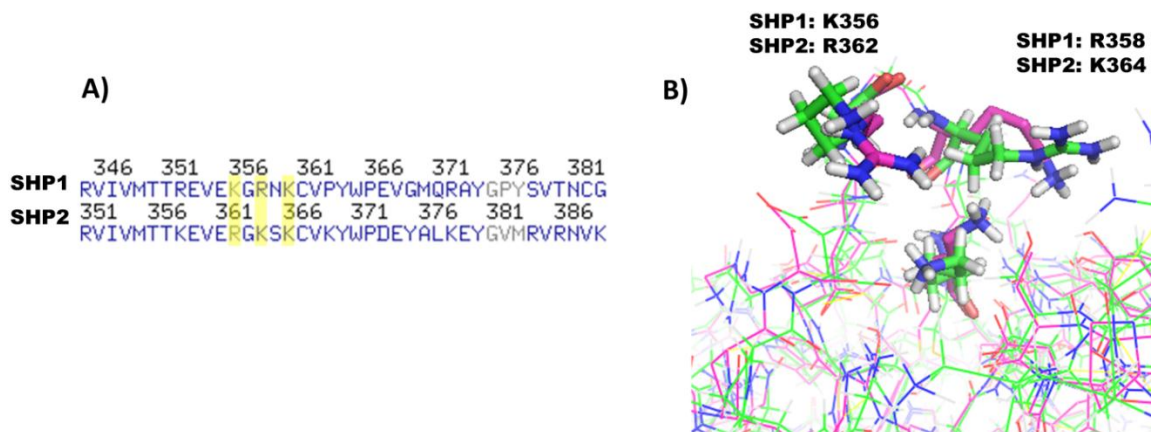 A)
346 351 356 361 366 371 376 381
SHP1 RVIVMTTREVEKGRNKCVPYWPEVGMQRAYGPYSVTNCG
351 356 361 366 371 376 381 386
SHP2 RVIVMTTKEVERGKSKCVKYWPDEYALKEYGVMRVRNVK
B)
SHP1: K356
SHP2: R362
SHP1: R358
SHP2: K364